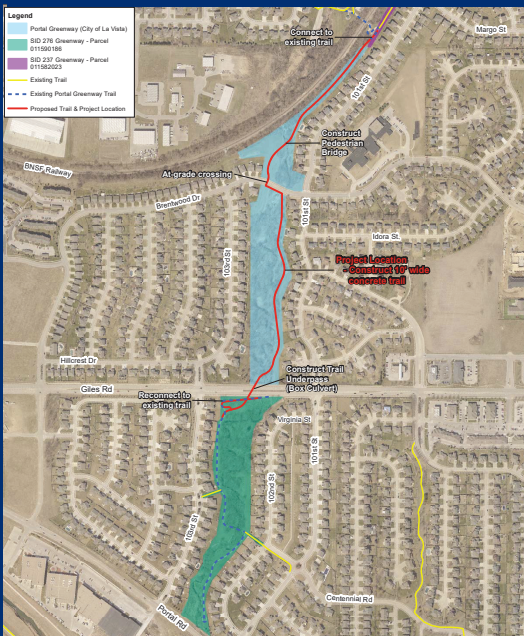 Legend
Portal Greenway (City of La Vista)
SID 276 Greenway - Parcel
011590186
SID 237 Greenway - Parcel
011582023
Existing Trail
Existing Portal Greenway Trail
Proposed Trail & Project Location
Connect to
existing trail
Margo St
101st St
Construct
Pedestrian
Bridge
BNSF Railway
At-grade crossing
Brentwood Dr
101st St
Idora St.
103rd St
Project Location
- Construct 10' wide
concrete trail
Hillcrest Dr
Construct Trail
Underpass
(Box Culvert)
Giles Rd
Reconnect to
existing trail
Virginia St
101st St
102nd St
103rd St
Centennial Rd
Portal Rd